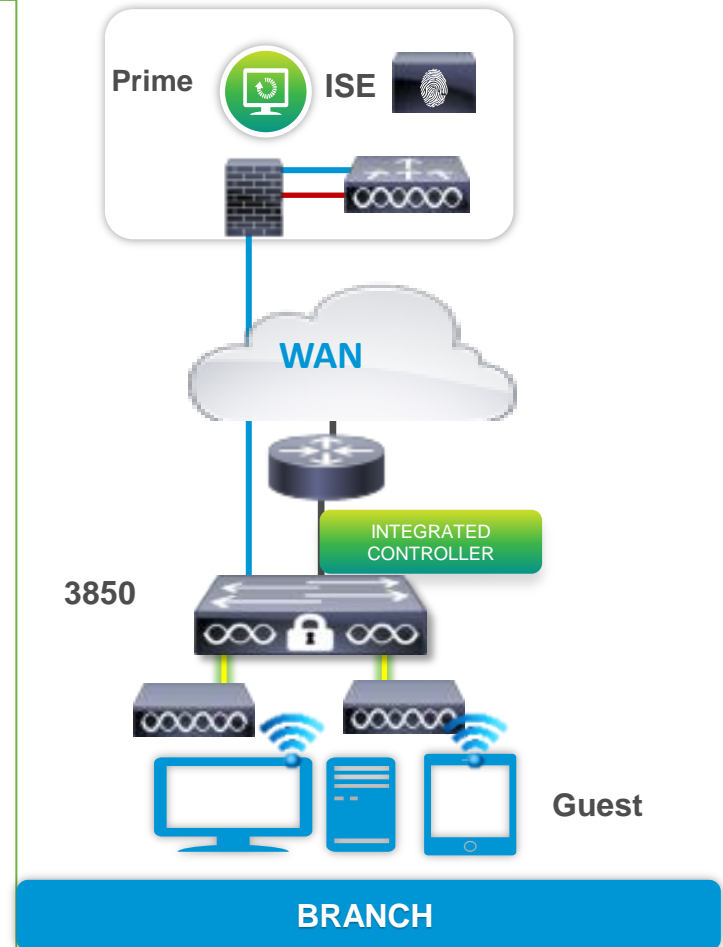 Prime
ISE
WAN
INTEGRATED
CONTROLLER
3850
Guest
BRANCH